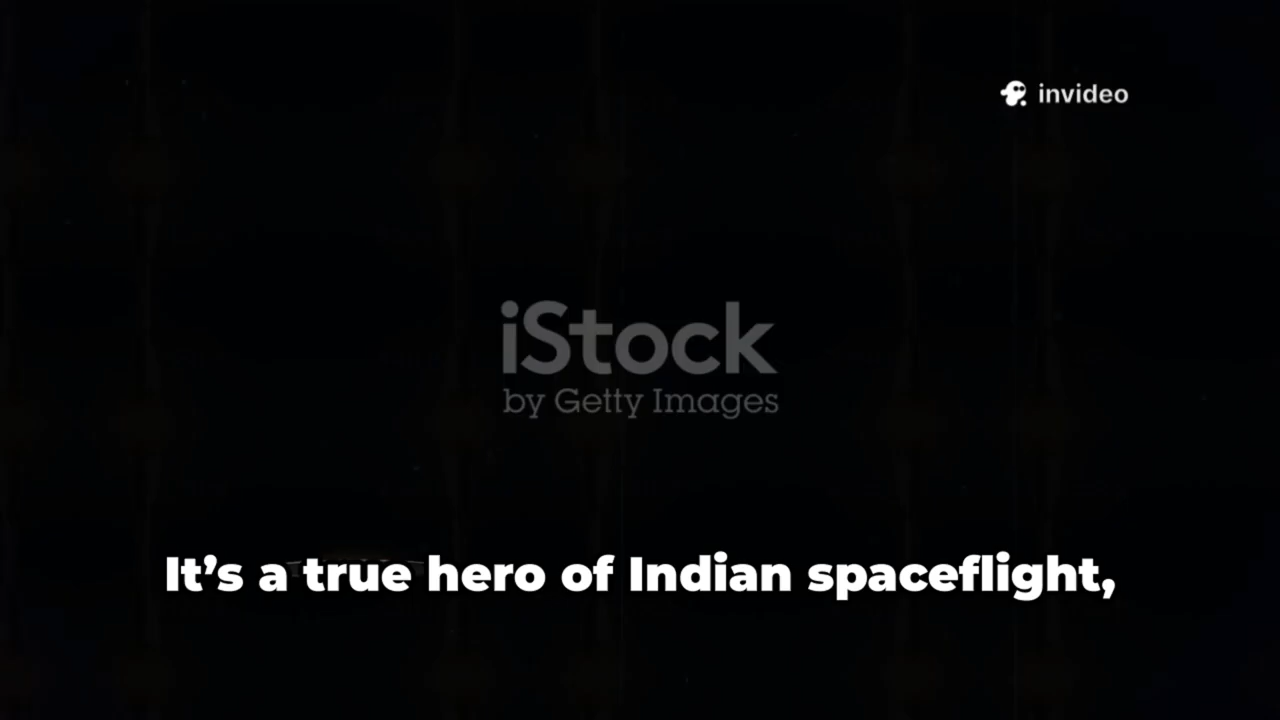 invideo
iStock
by Getty Images
It’s a true hero of Indian spaceflight,